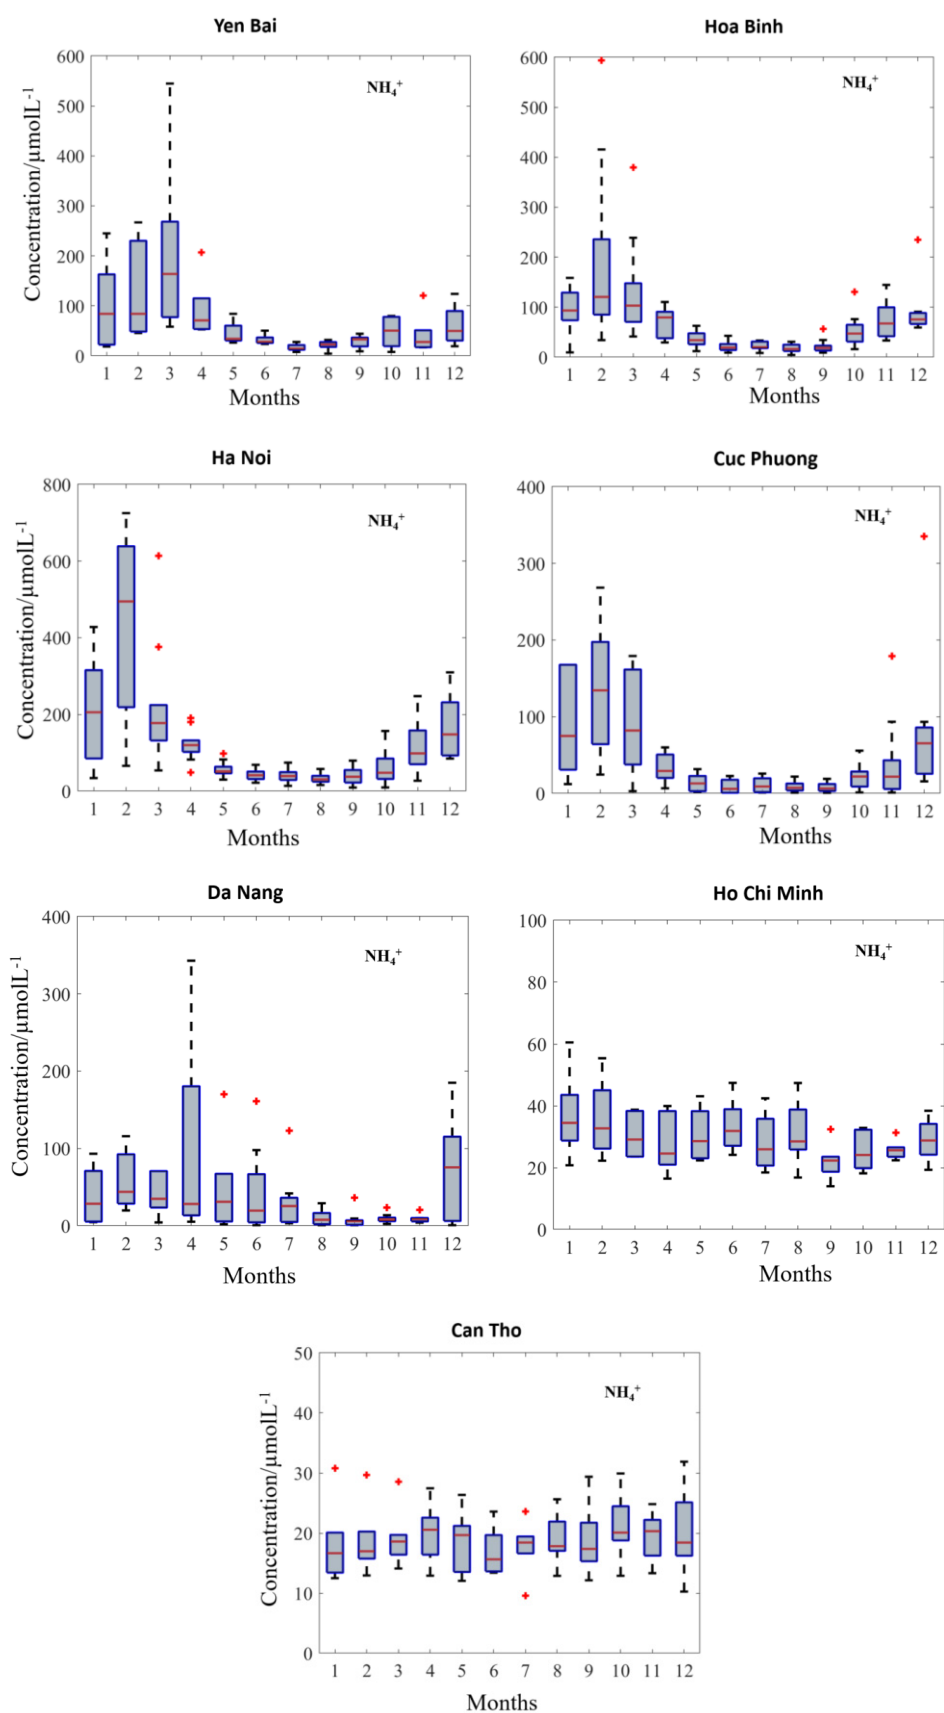 Yen Bai
Concentration/µmolL⁻¹
600
500
400
300
200
100
0
NH₄⁺
1 2 3 4 5 6 7 8 9 10 11 12
Months
Hoa Binh
600
500
400
300
200
100
0
NH₄⁺
1 2 3 4 5 6 7 8 9 10 11 12
Months
Ha Noi
Concentration/µmolL⁻¹
800
600
400
200
0
NH₄⁺
1 2 3 4 5 6 7 8 9 10 11 12
Months
Cuc Phuong
400
300
200
100
0
NH₄⁺
1 2 3 4 5 6 7 8 9 10 11 12
Months
Da Nang
Concentration/µmolL⁻¹
400
300
200
100
0
NH₄⁺
1 2 3 4 5 6 7 8 9 10 11 12
Months
Ho Chi Minh
100
80
60
40
20
0
NH₄⁺
1 2 3 4 5 6 7 8 9 10 11 12
Months
Can Tho
Concentration/µmolL⁻¹
50
40
30
20
10
0
NH₄⁺
1 2 3 4 5 6 7 8 9 10 11 12
Months